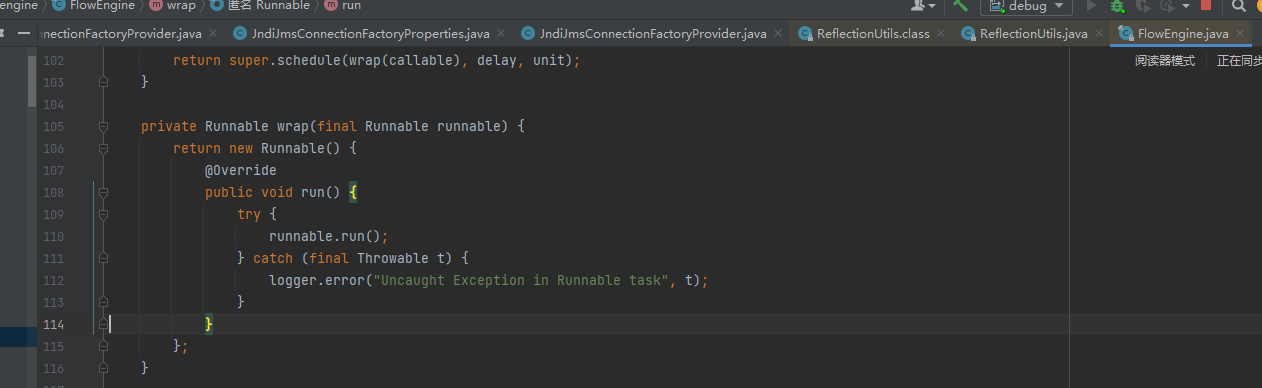 engine FlowEngine wrap 匿名 Runnable run debug
nectionFactoryProvider.java JndiJmsConnectionFactoryProperties.java JndiJmsConnectionFactoryProvider.java ReflectionUtils.class ReflectionUtils.java FlowEngine.java
102 return super.schedule(wrap(callable), delay, unit); 阅读器模式 正在同步
103 }
104
105 private Runnable wrap(final Runnable runnable) {
106 return new Runnable() {
107 @Override
108 public void run() {
109 try {
110 runnable.run();
111 } catch (final Throwable t) {
112 logger.error("Uncaught Exception in Runnable task", t);
113 }
114 }
115 };
116 }